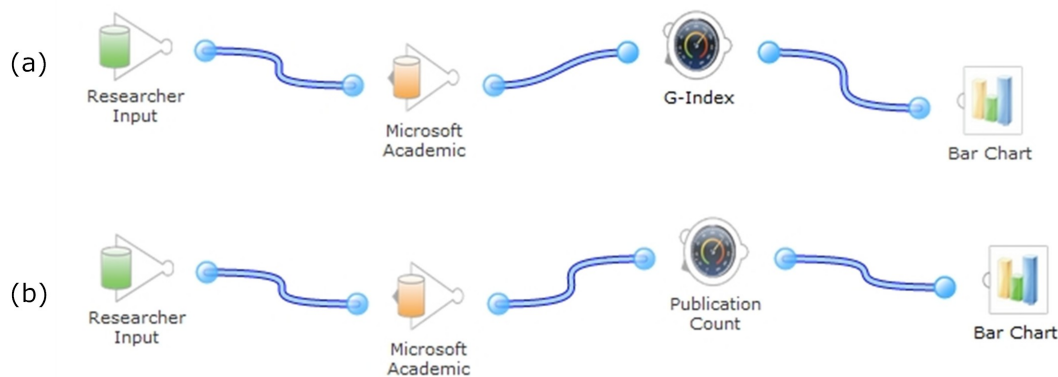 (a)
Researcher
Input
Microsoft
Academic
G-Index
Bar Chart
(b)
Researcher
Input
Microsoft
Academic
Publication
Count
Bar Chart